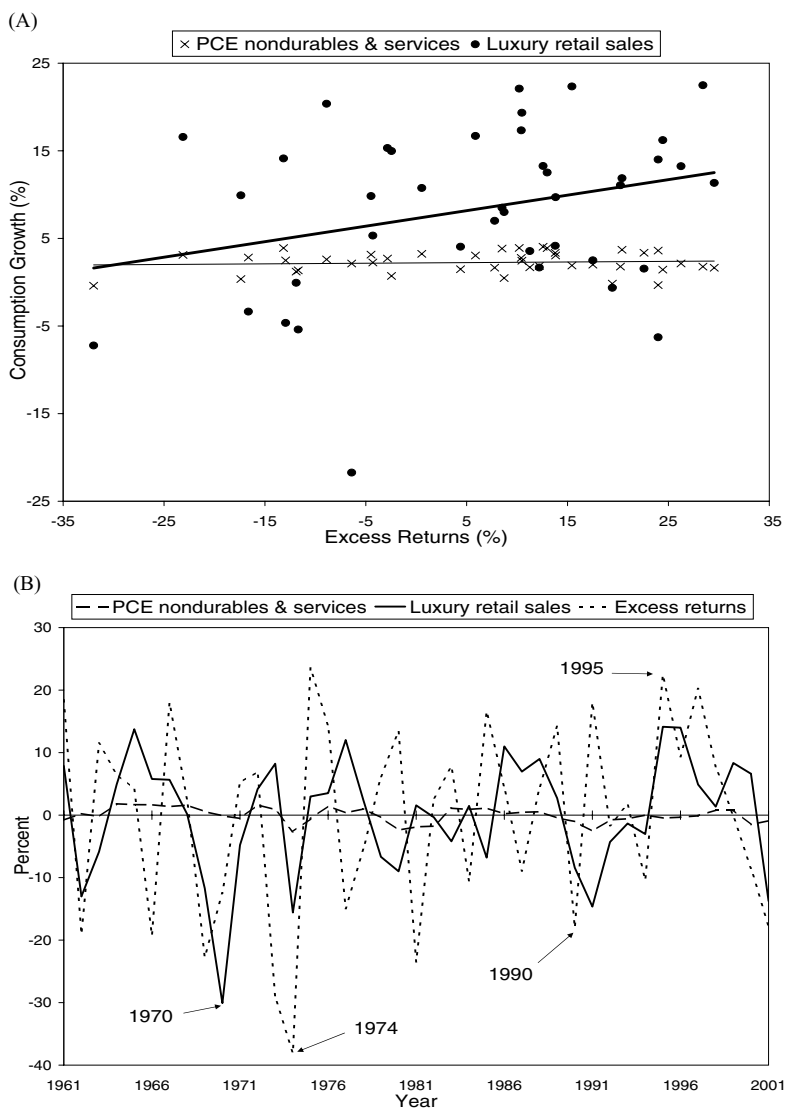 (A)
× PCE nondurables & services ● Luxury retail sales
25
15
5
-5
-15
-25
Consumption Growth (%)
-35 -25 -15 -5 5 15 25 35
Excess Returns (%)
(B)
PCE nondurables & services Luxury retail sales Excess returns
30
20
10
0
-10
-20
-30
-40
Percent
1995
1990
1970
1974
1961 1966 1971 1976 1981 1986 1991 1996 2001
Year